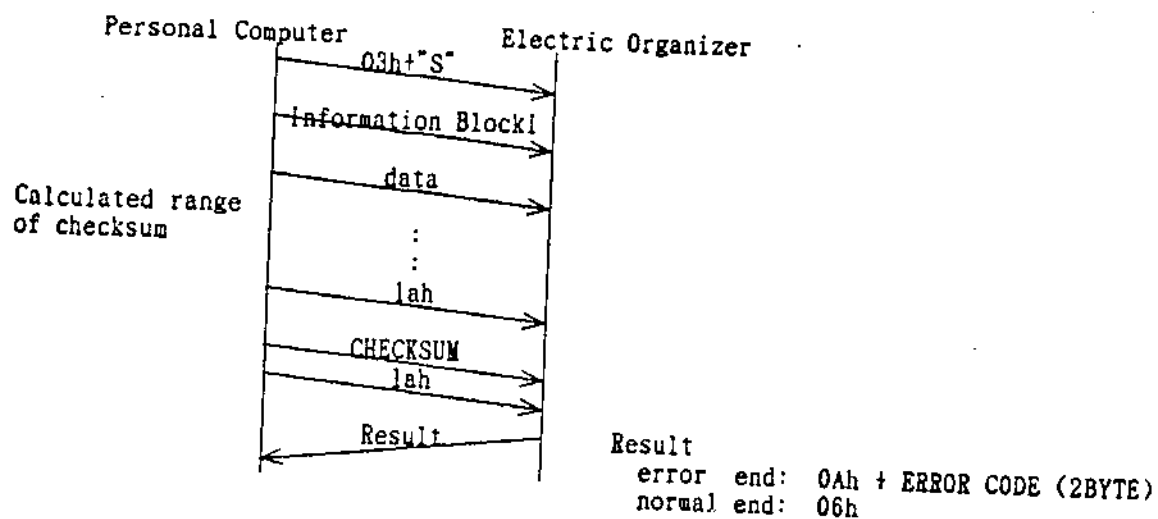 Personal Computer
Electric Organizer
03h+"S"
Information Block1
data
Calculated range
of checksum
:
:
1ah
CHECKSUM
1ah
Result
Result
error end: 0Ah + ERROR CODE (2BYTE)
normal end: 06h